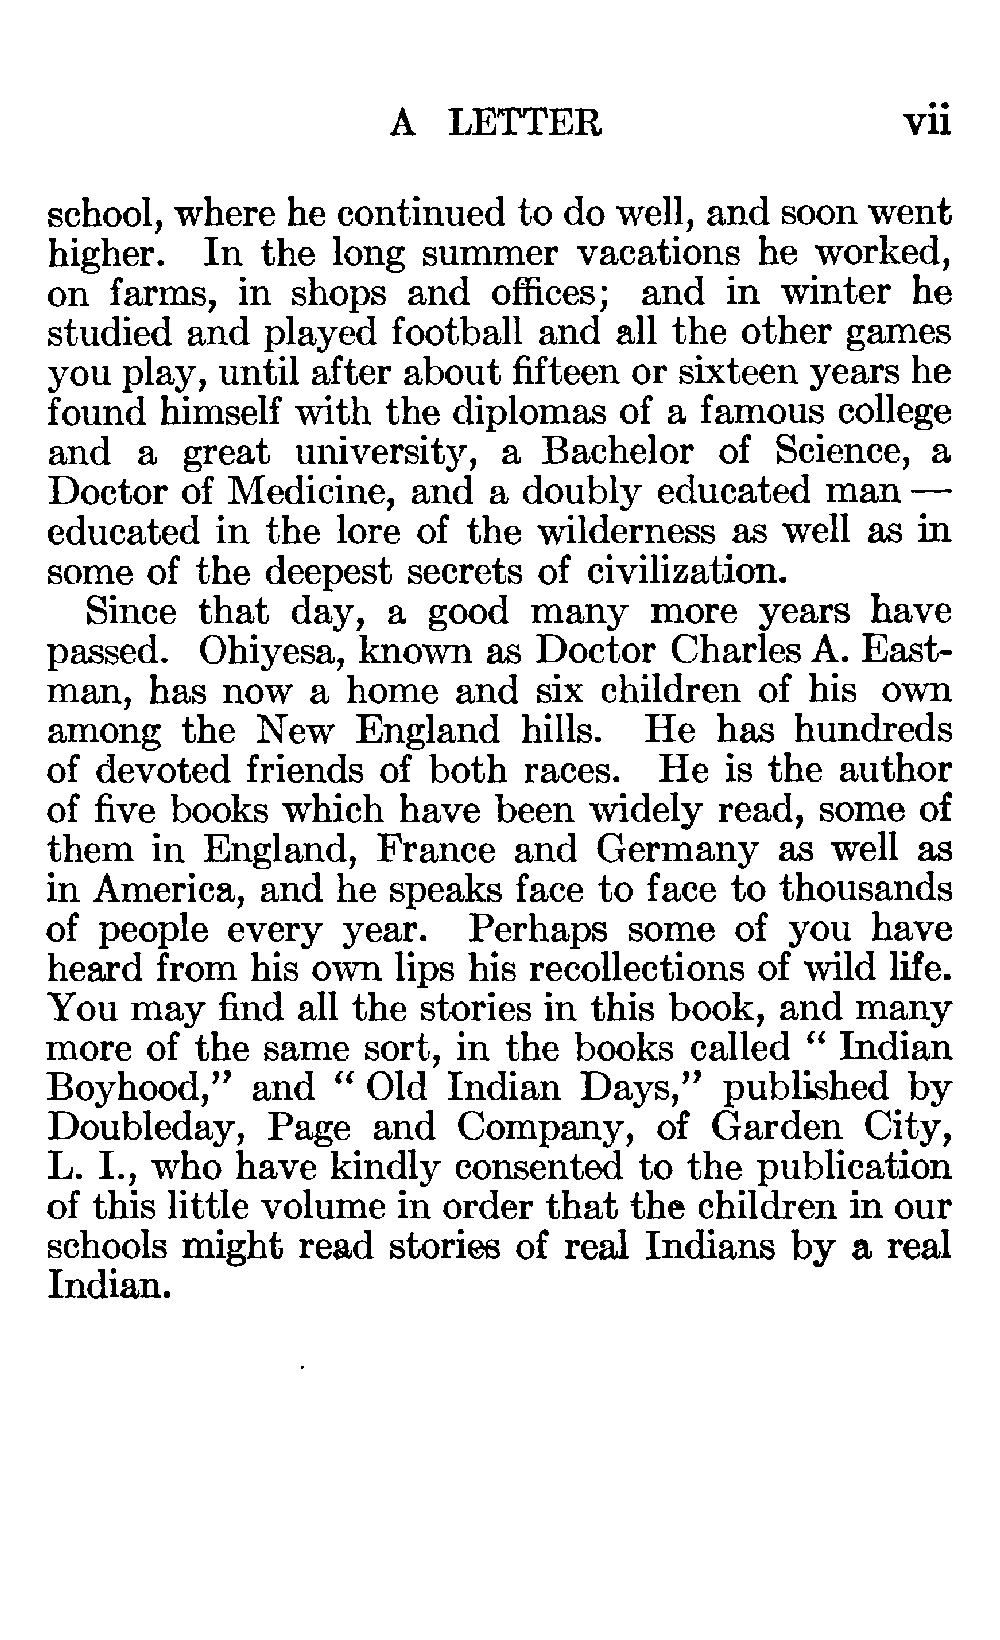 A LETTER vii
school, where he continued to do well, and soon went
higher. In the long summer vacations he worked,
on farms, in shops and offices; and in winter he
studied and played football and all the other games
you play, until after about fifteen or sixteen years he
found himself with the diplomas of a famous college
and a great university, a Bachelor of Science, a
Doctor of Medicine, and a doubly educated man —
educated in the lore of the wilderness as well as in
some of the deepest secrets of civilization.
Since that day, a good many more years have
passed. Ohiyesa, known as Doctor Charles A. East-
man, has now a home and six children of his own
among the New England hills. He has hundreds
of devoted friends of both races. He is the author
of five books which have been widely read, some of
them in England, France and Germany as well as
in America, and he speaks face to face to thousands
of people every year. Perhaps some of you have
heard from his own lips his recollections of wild life.
You may find all the stories in this book, and many
more of the same sort, in the books called " Indian
Boyhood," and " Old Indian Days," published by
Doubleday, Page and Company, of Garden City,
L. I., who have kindly consented to the publication
of this little volume in order that the children in our
schools might read stories of real Indians by a real
Indian.